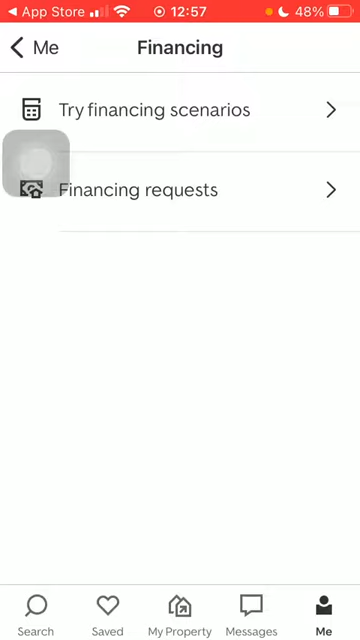 App Store 12:57 48%
Me Financing
Try financing scenarios
Financing requests
Search Saved My Property Messages Me